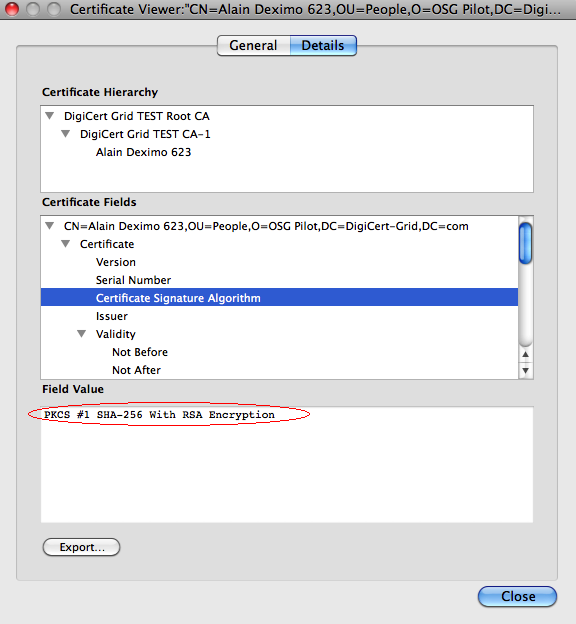 Certificate Viewer:"CN=Alain Deximo 623,OU=People,O=OSG Pilot,DC=Digi...
General Details
Certificate Hierarchy
DigiCert Grid TEST Root CA
DigiCert Grid TEST CA-1
Alain Deximo 623
Certificate Fields
CN=Alain Deximo 623,OU=People,O=OSG Pilot,DC=DigiCert-Grid,DC=com
Certificate
Version
Serial Number
Certificate Signature Algorithm
Issuer
Validity
Not Before
Not After
Field Value
PKCS #1 SHA-256 With RSA Encryption
Export...
Close